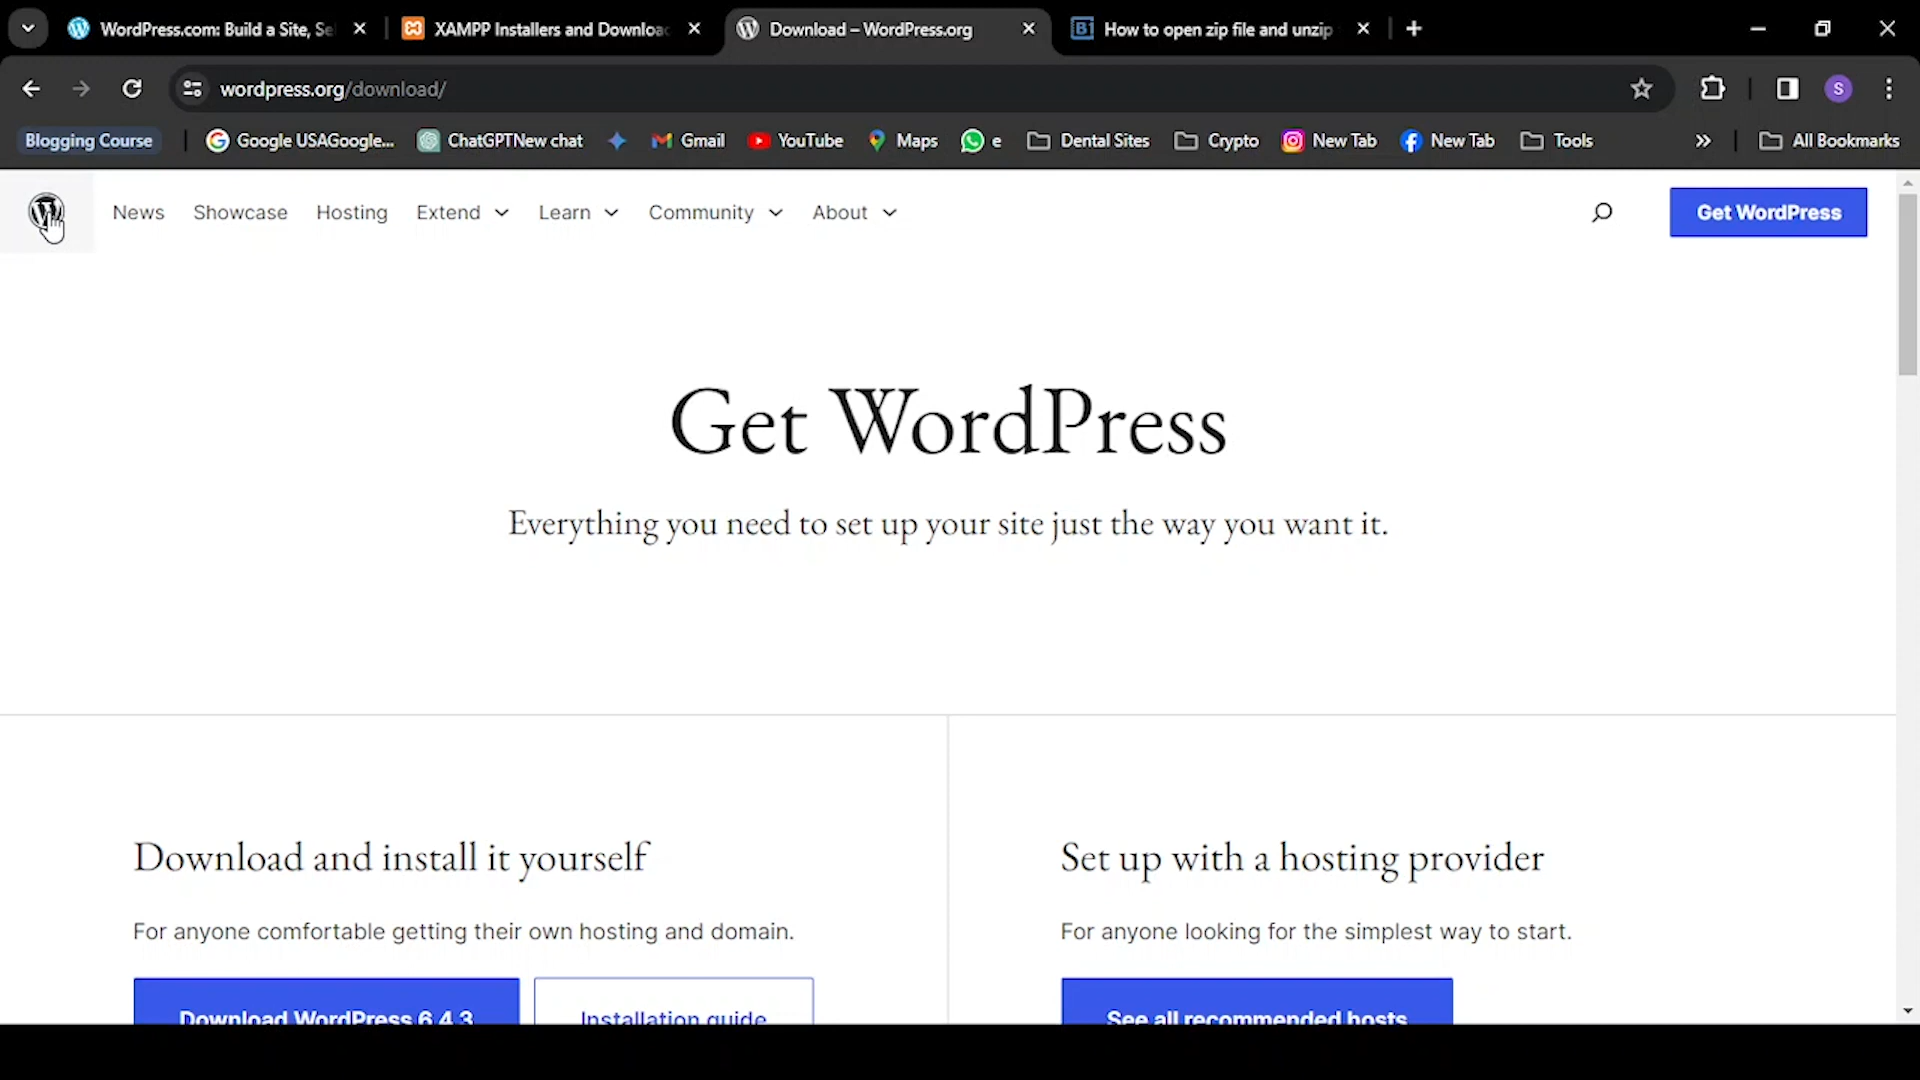 WordPress.com: Build a Site, Se
XAMPP Installers and Downloa
Download – WordPress.org
How to open zip file and unzip
wordpress.org/download/
S
Blogging Course
Google USAGoogle...
ChatGPTNew chat
Gmail
YouTube
Maps
e
Dental Sites
Crypto
New Tab
New Tab
Tools
All Bookmarks
News
Showcase
Hosting
Extend
Learn
Community
About
Get WordPress
Get WordPress
Everything you need to set up your site just the way you want it.
Download and install it yourself
For anyone comfortable getting their own hosting and domain.
Download WordPress 6.4.3
Installation guide
Set up with a hosting provider
For anyone looking for the simplest way to start.
See all recommended hosts